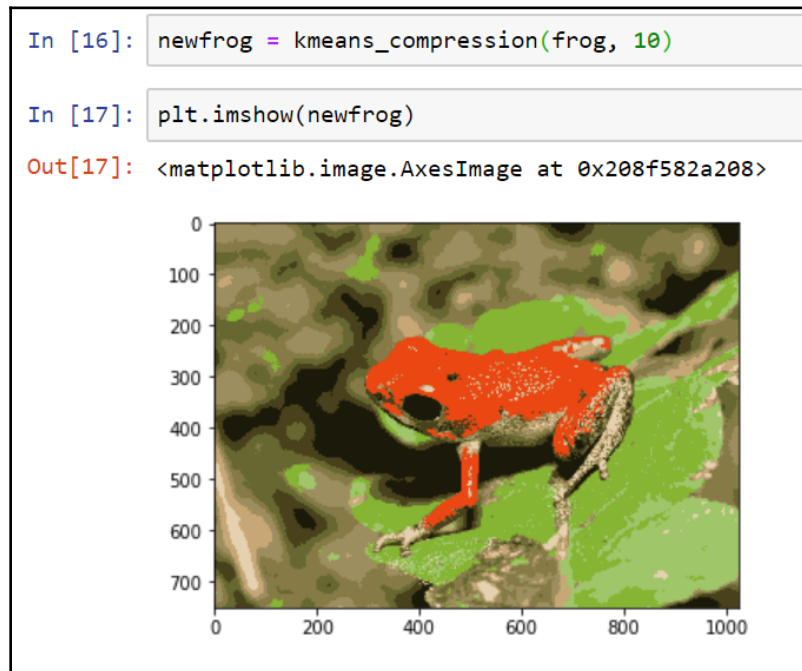 In [16]: newfrog = kmeans_compression(frog, 10)
In [17]: plt.imshow(newfrog)
Out[17]: <matplotlib.image.AxesImage at 0x208f582a208>
0
100
200
300
400
500
600
700
0 200 400 600 800 1000